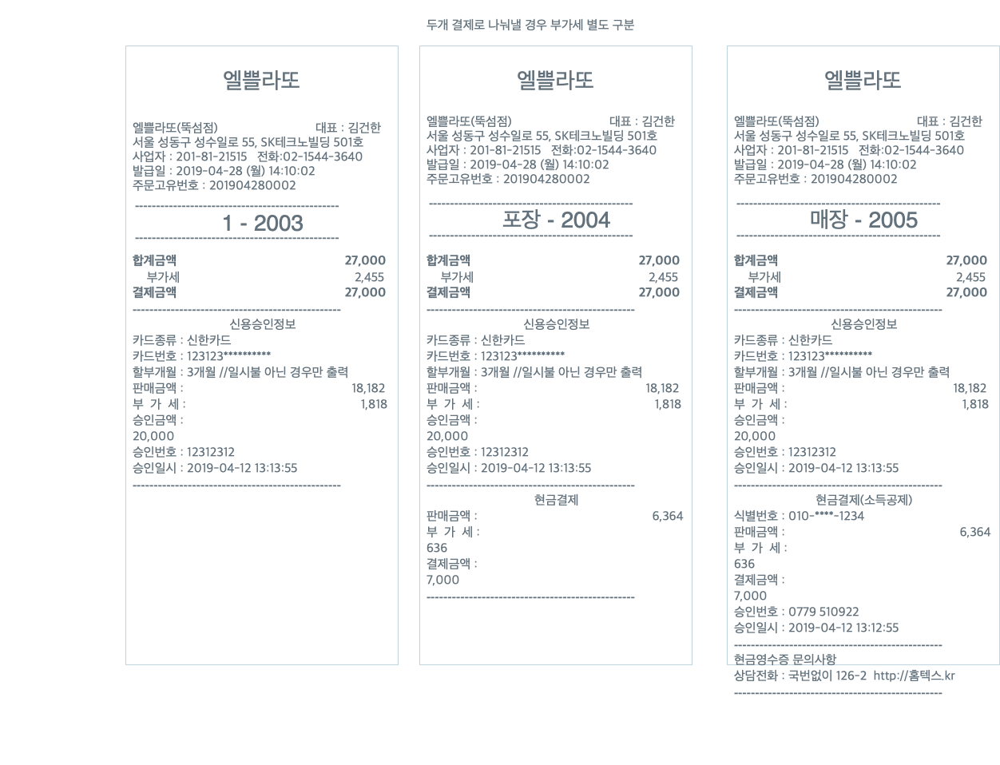 두개 결제로 나눠낼 경우 부가세 별도 구분
엘쁠라또
엘쁠라또(뚝섬점) 대표 : 김건한
서울 성동구 성수일로 55, SK테크노빌딩 501호
사업자 : 201-81-21515 전화:02-1544-3640
발급일 : 2019-04-28 (월) 14:10:02
주문고유번호 : 201904280002
-------------------------------------------------
1 - 2003
-------------------------------------------------
합계금액 27,000
부가세 2,455
결제금액 27,000
--------------------------------------------------
신용승인정보
카드종류 : 신한카드
카드번호 : 123123**********
할부개월 : 3개월 //일시불 아닌 경우만 출력
판매금액 : 18,182
부 가 세 : 1,818
승인금액 :
20,000
승인번호 : 12312312
승인일시 : 2019-04-12 13:13:55
--------------------------------------------------
엘쁠라또
엘쁠라또(뚝섬점) 대표 : 김건한
서울 성동구 성수일로 55, SK테크노빌딩 501호
사업자 : 201-81-21515 전화:02-1544-3640
발급일 : 2019-04-28 (월) 14:10:02
주문고유번호 : 201904280002
-------------------------------------------------
포장 - 2004
-------------------------------------------------
합계금액 27,000
부가세 2,455
결제금액 27,000
--------------------------------------------------
신용승인정보
카드종류 : 신한카드
카드번호 : 123123**********
할부개월 : 3개월 //일시불 아닌 경우만 출력
판매금액 : 18,182
부 가 세 : 1,818
승인금액 :
20,000
승인번호 : 12312312
승인일시 : 2019-04-12 13:13:55
--------------------------------------------------
현금결제
판매금액 : 6,364
부 가 세 :
636
결제금액 :
7,000
--------------------------------------------------
엘쁠라또
엘쁠라또(뚝섬점) 대표 : 김건한
서울 성동구 성수일로 55, SK테크노빌딩 501호
사업자 : 201-81-21515 전화:02-1544-3640
발급일 : 2019-04-28 (월) 14:10:02
주문고유번호 : 201904280002
-------------------------------------------------
매장 - 2005
-------------------------------------------------
합계금액 27,000
부가세 2,455
결제금액 27,000
--------------------------------------------------
신용승인정보
카드종류 : 신한카드
카드번호 : 123123**********
할부개월 : 3개월 //일시불 아닌 경우만 출력
판매금액 : 18,182
부 가 세 : 1,818
승인금액 :
20,000
승인번호 : 12312312
승인일시 : 2019-04-12 13:13:55
--------------------------------------------------
현금결제(소득공제)
식별번호 : 010-****-1234
판매금액 : 6,364
부 가 세 :
636
결제금액 :
7,000
승인번호 : 0779 510922
승인일시 : 2019-04-12 13:12:55
--------------------------------------------------
현금영수증 문의사항
상담전화 : 국번없이 126-2 http://홈텍스.kr
--------------------------------------------------